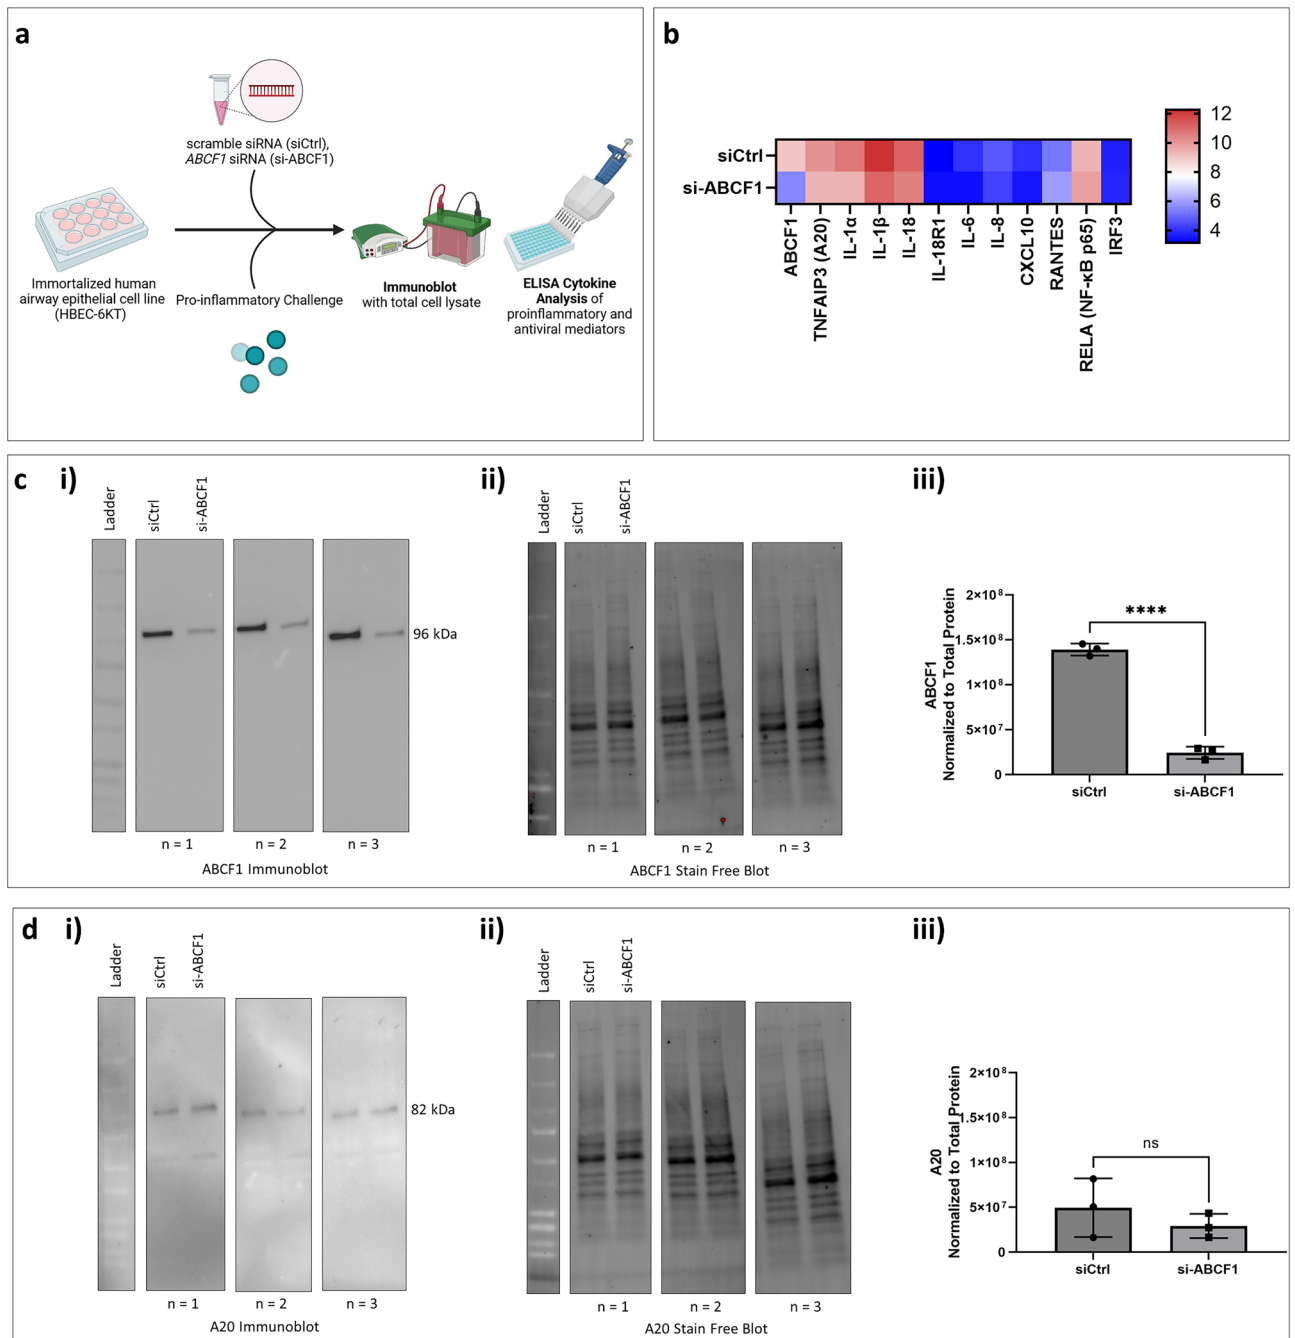 a
scramble siRNA (siCtrl),
ABCF1 siRNA (si-ABCF1)
Immortalized human
airway epithelial cell line
(HBEC-6KT)
Pro-inflammatory Challenge
Immunoblot
with total cell lysate
ELISA Cytokine
Analysis of
proinflammatory and
antiviral mediators
b
siCtrl
si-ABCF1
ABCF1
TNFAIP3 (A20)
IL-1α
IL-1β
IL-18
IL-18R1
IL-6
IL-8
CXCL10
RANTES
RELA (NF-κB p65)
IRF3
12
10
8
6
4
c
i)
Ladder
siCtrl
si-ABCF1
96 kDa
n = 1
n = 2
n = 3
ABCF1 Immunoblot
ii)
Ladder
siCtrl
si-ABCF1
n = 1
n = 2
n = 3
ABCF1 Stain Free Blot
iii)
ABCF1
Normalized to Total Protein
2×10⁸
1.5×10⁸
1×10⁸
5×10⁷
0
****
siCtrl
si-ABCF1
d
i)
Ladder
siCtrl
si-ABCF1
82 kDa
n = 1
n = 2
n = 3
A20 Immunoblot
ii)
Ladder
siCtrl
si-ABCF1
n = 1
n = 2
n = 3
A20 Stain Free Blot
iii)
A20
Normalized to Total Protein
2×10⁸
1.5×10⁸
1×10⁸
5×10⁷
0
ns
siCtrl
si-ABCF1